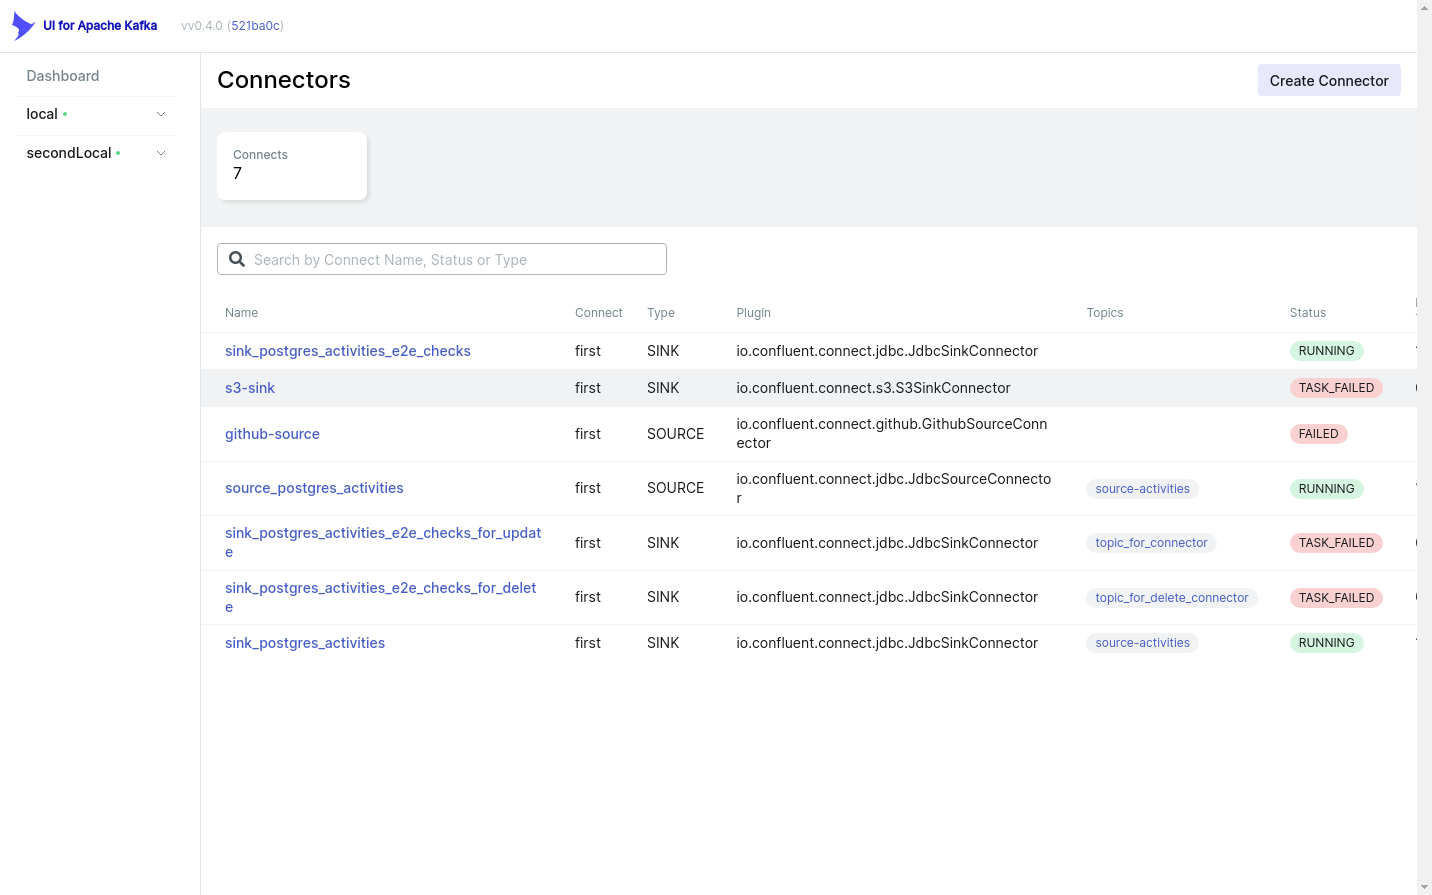 UI for Apache Kafka vv0.4.0 (521ba0c)
Dashboard
local
secondLocal
Connectors
Create Connector
Connects
7
Search by Connect Name, Status or Type
Name Connect Type Plugin Topics Status
sink_postgres_activities_e2e_checks first SINK io.confluent.connect.jdbc.JdbcSinkConnector RUNNING
s3-sink first SINK io.confluent.connect.s3.S3SinkConnector TASK_FAILED
github-source first SOURCE io.confluent.connect.github.GithubSourceConn
ector FAILED
source_postgres_activities first SOURCE io.confluent.connect.jdbc.JdbcSourceConnecto
r source-activities RUNNING
sink_postgres_activities_e2e_checks_for_updat
e first SINK io.confluent.connect.jdbc.JdbcSinkConnector topic_for_connector TASK_FAILED
sink_postgres_activities_e2e_checks_for_delet
e first SINK io.confluent.connect.jdbc.JdbcSinkConnector topic_for_delete_connector TASK_FAILED
sink_postgres_activities first SINK io.confluent.connect.jdbc.JdbcSinkConnector source-activities RUNNING